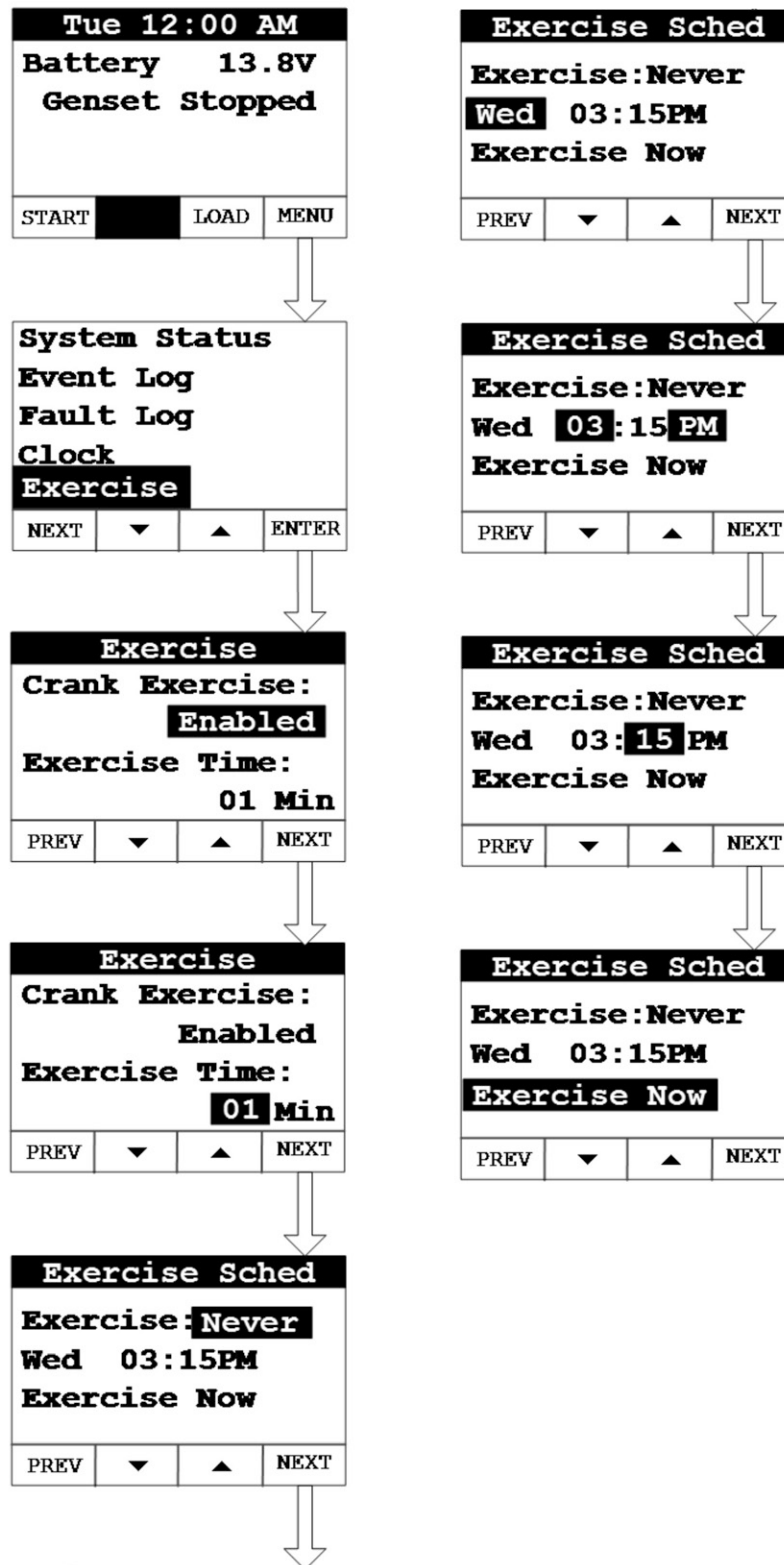 Tue 12:00 AM
Battery 13.8V
Genset Stopped
START LOAD MENU
System Status
Event Log
Fault Log
Clock
Exercise
NEXT ▼ ▲ ENTER
Exercise
Crank Exercise:
Enabled
Exercise Time:
01 Min
PREV ▼ ▲ NEXT
Exercise
Crank Exercise:
Enabled
Exercise Time:
01 Min
PREV ▼ ▲ NEXT
Exercise Sched
Exercise:Never
Wed 03:15PM
Exercise Now
PREV ▼ ▲ NEXT
Exercise Sched
Exercise:Never
Wed 03:15PM
Exercise Now
PREV ▼ ▲ NEXT
Exercise Sched
Exercise:Never
Wed 03:15 PM
Exercise Now
PREV ▼ ▲ NEXT
Exercise Sched
Exercise:Never
Wed 03:15 PM
Exercise Now
PREV ▼ ▲ NEXT
Exercise Sched
Exercise:Never
Wed 03:15PM
Exercise Now
PREV ▼ ▲ NEXT